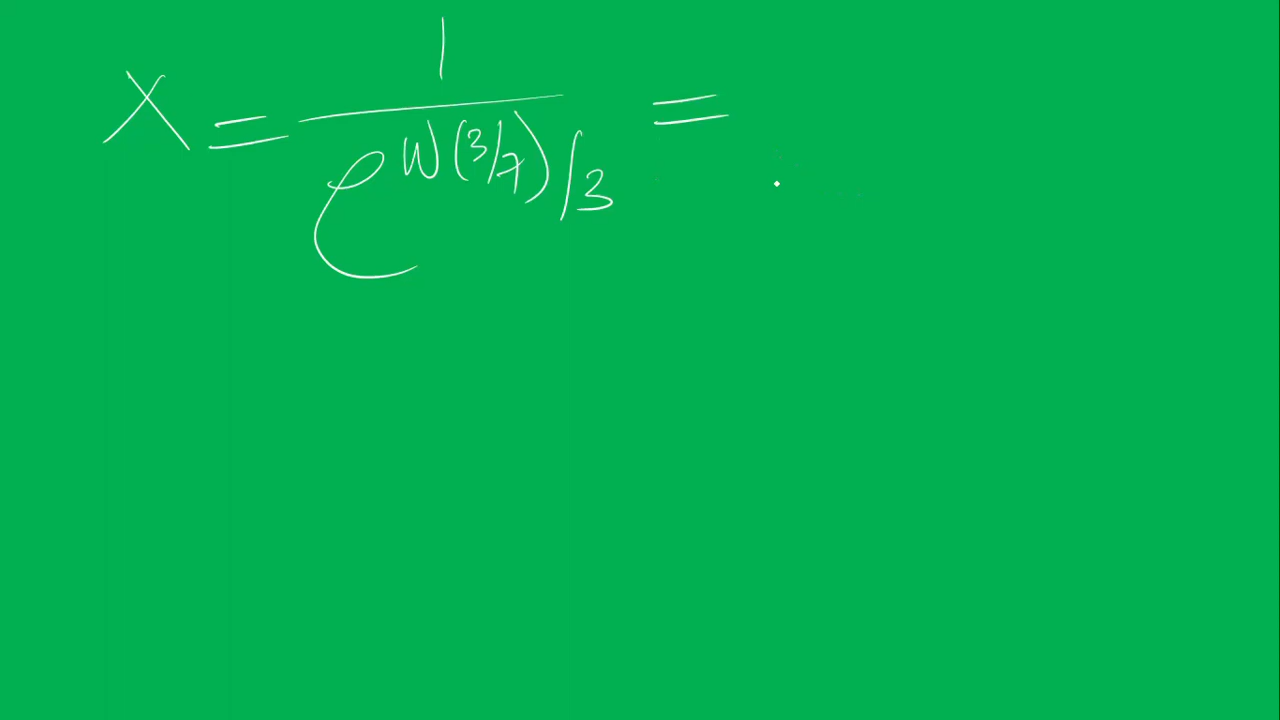 X = 1 / e^{W(3/7)/3} =